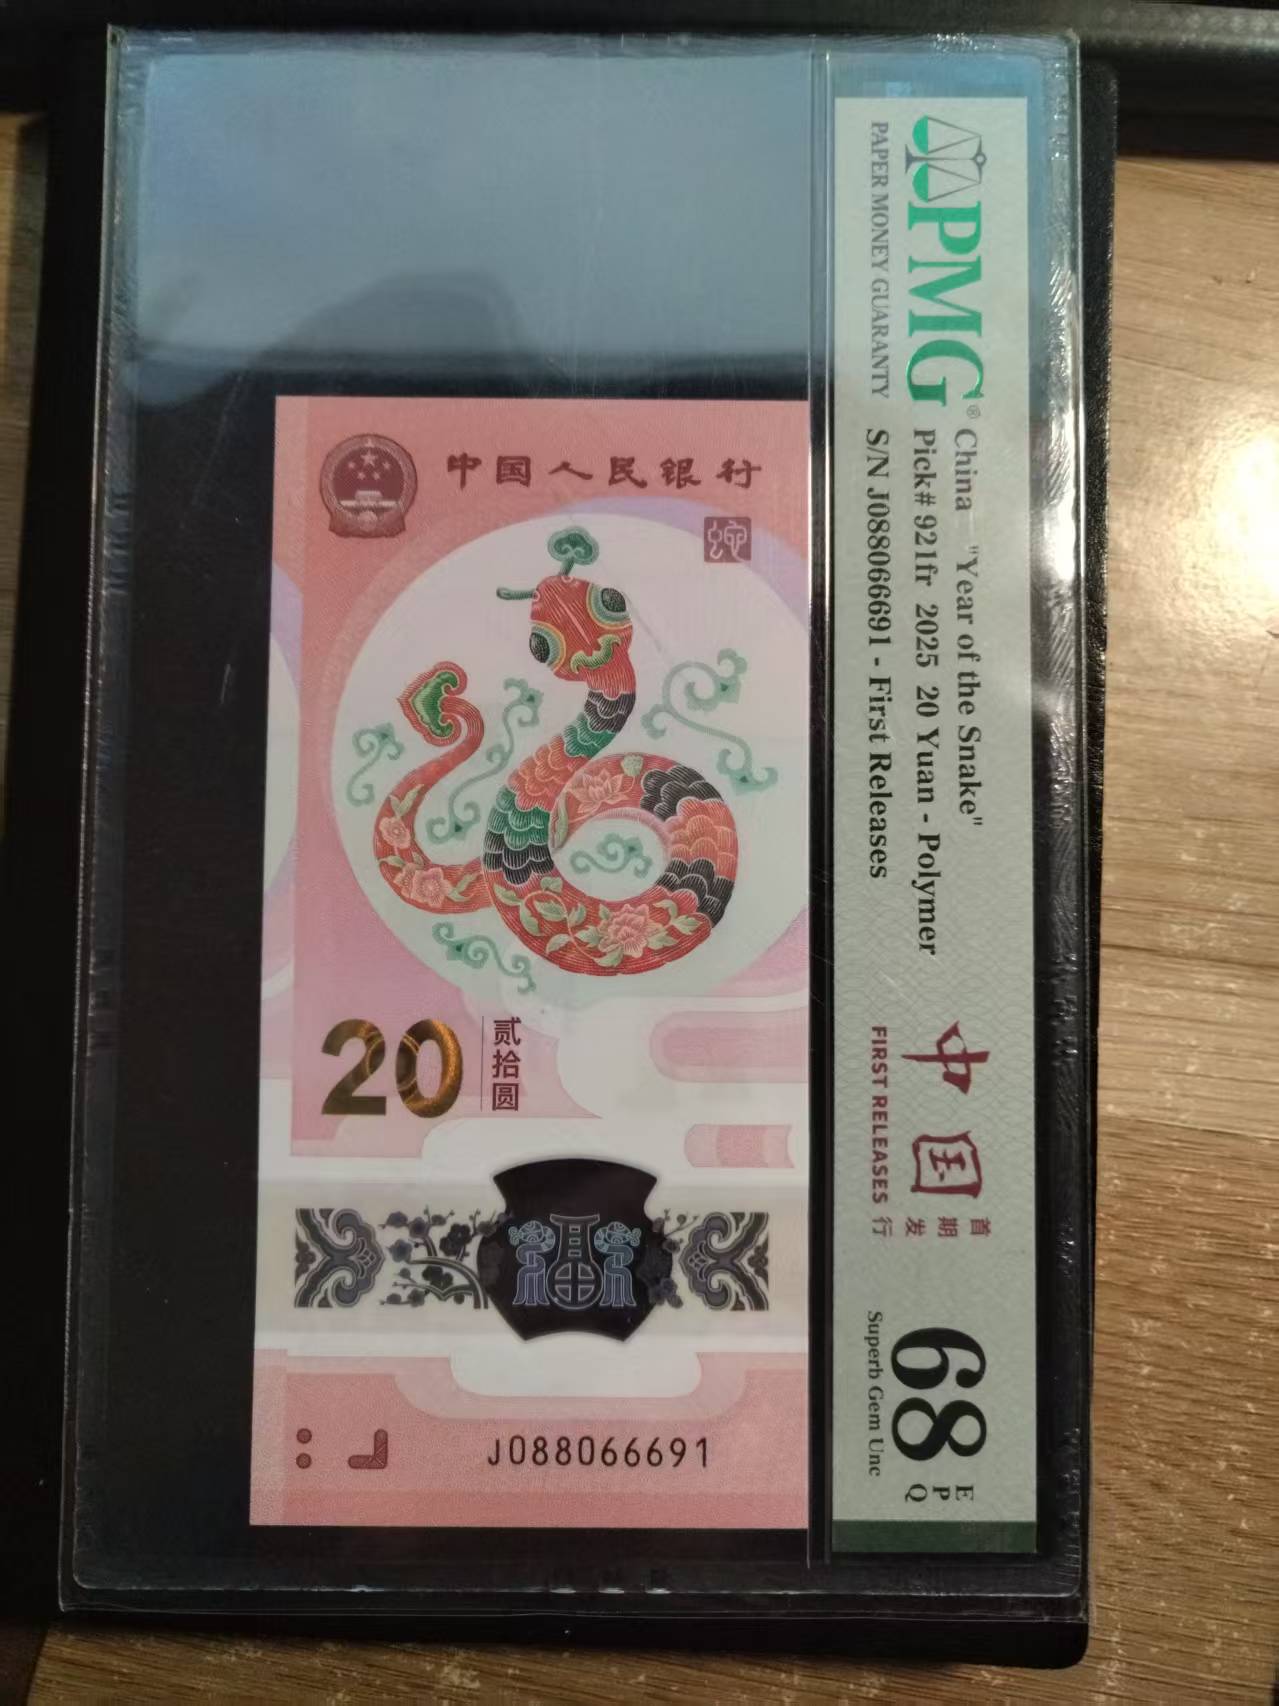 PMG®
PAPER MONEY GUARANTY
China "Year of the Snake"
Pick# 921fr 2025 20 Yuan - Polymer
S/N J088066691 - First Releases
中国
FIRST RELEASES
首期发行
68 EPQ
Superb Gem Unc
中国人民银行
蛇
20
贰拾圆
福
J088066691